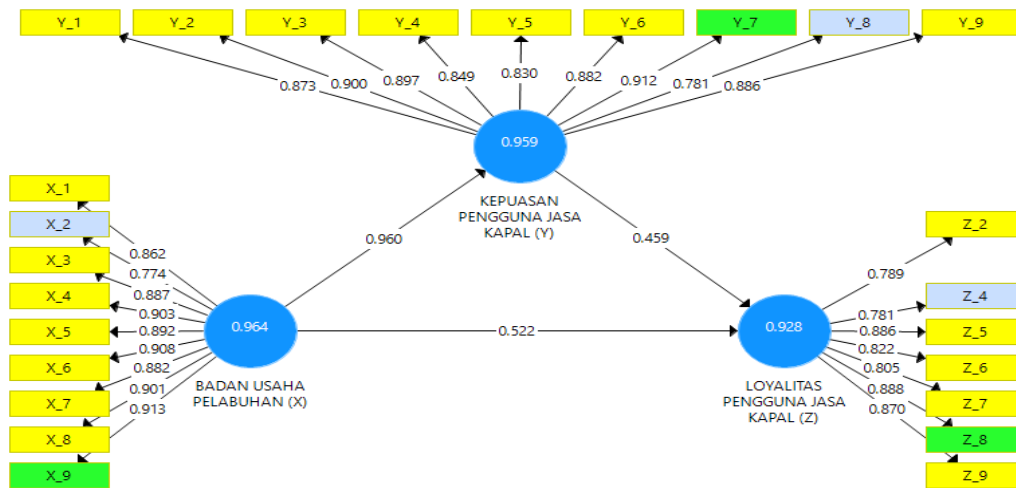 Y_1
Y_2
Y_3
Y_4
Y_5
Y_6
Y_7
Y_8
Y_9
0.873
0.900
0.897
0.849
0.830
0.882
0.912
0.781
0.886
0.959
KEPUASAN
PENGGUNA JASA
KAPAL (Y)
X_1
X_2
X_3
X_4
X_5
X_6
X_7
X_8
X_9
0.862
0.774
0.887
0.903
0.892
0.908
0.882
0.901
0.913
0.964
BADAN USAHA
PELABUHAN (X)
0.960
0.459
0.522
0.928
LOYALITAS
PENGGUNA JASA
KAPAL (Z)
0.789
0.781
0.886
0.822
0.805
0.888
0.870
Z_2
Z_4
Z_5
Z_6
Z_7
Z_8
Z_9